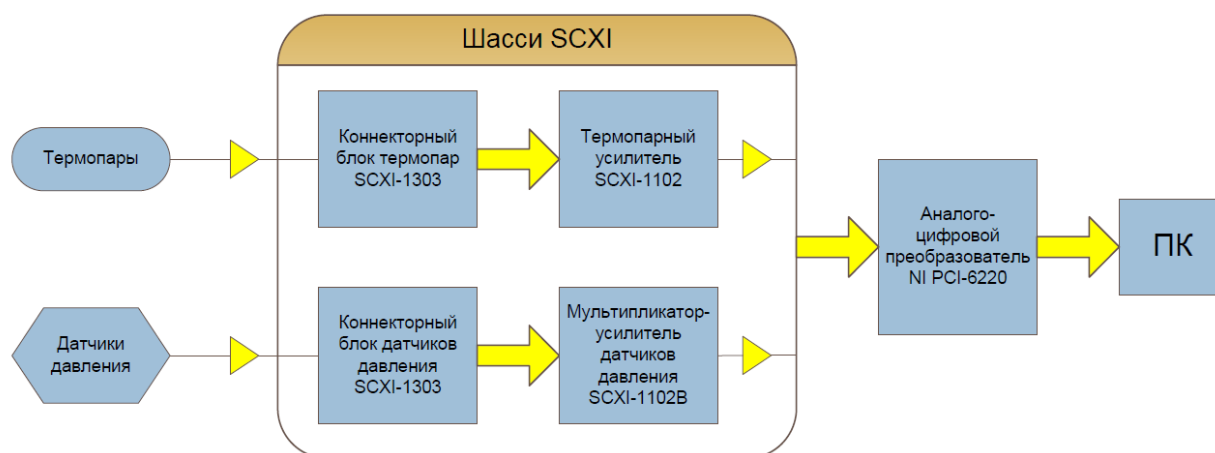 Шасси SCXI
Термопары
Коннекторный
блок термопар
SCXI-1303
Термопарный
усилитель
SCXI-1102
Датчики
давления
Коннекторный
блок датчиков
давления
SCXI-1303
Мультипликатор-
усилитель
датчиков
давления
SCXI-1102B
Аналого-
цифровой
преобразователь
NI PCI-6220
ПК